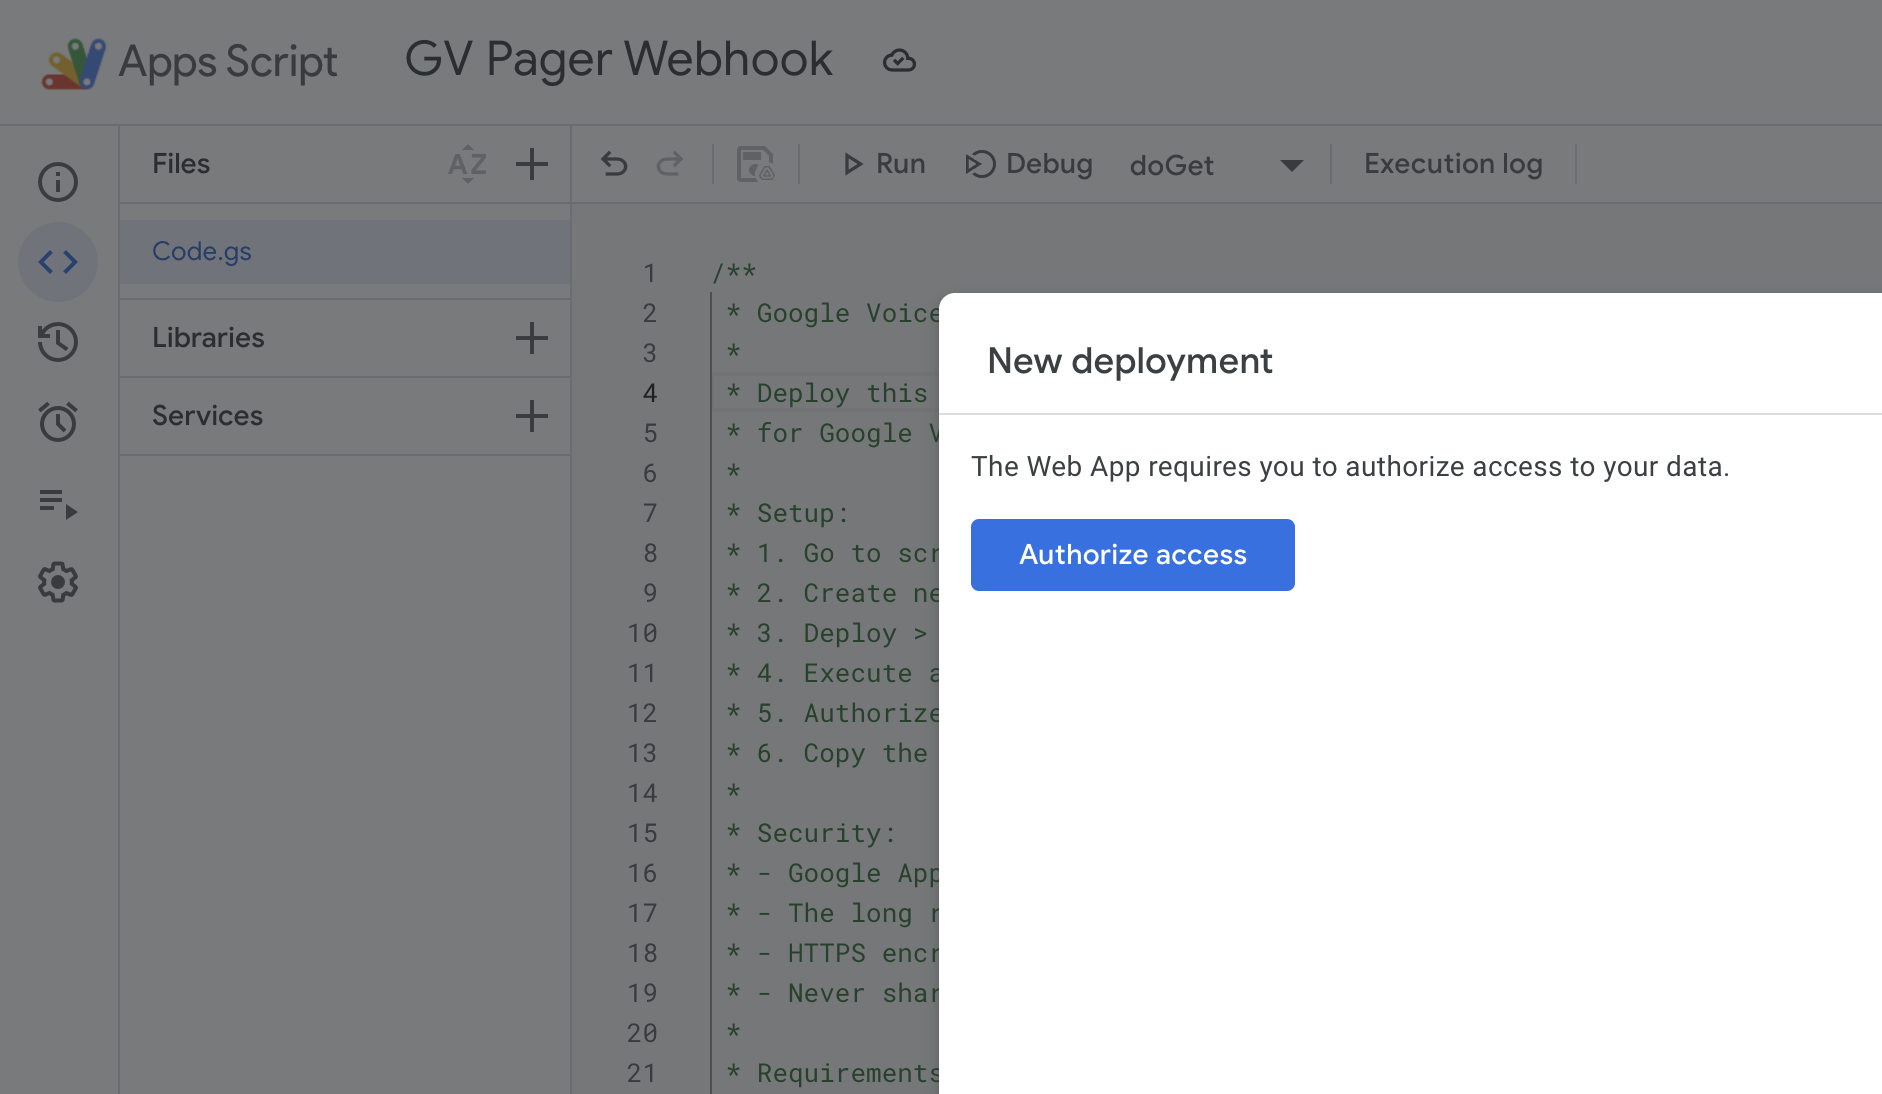 Apps Script
GV Pager Webhook
Files
AZ
Run
Debug
doGet
Execution log
Code.gs
Libraries
Services
1 /**
2 * Google Voice
3 *
4 * Deploy this
5 * for Google V
6 *
7 * Setup:
8 * 1. Go to scr
9 * 2. Create ne
10 * 3. Deploy >
11 * 4. Execute a
12 * 5. Authorize
13 * 6. Copy the
14 *
15 * Security:
16 * - Google App
17 * - The long r
18 * - HTTPS encr
19 * - Never shar
20 *
21 * Requirements
New deployment
The Web App requires you to authorize access to your data.
Authorize access